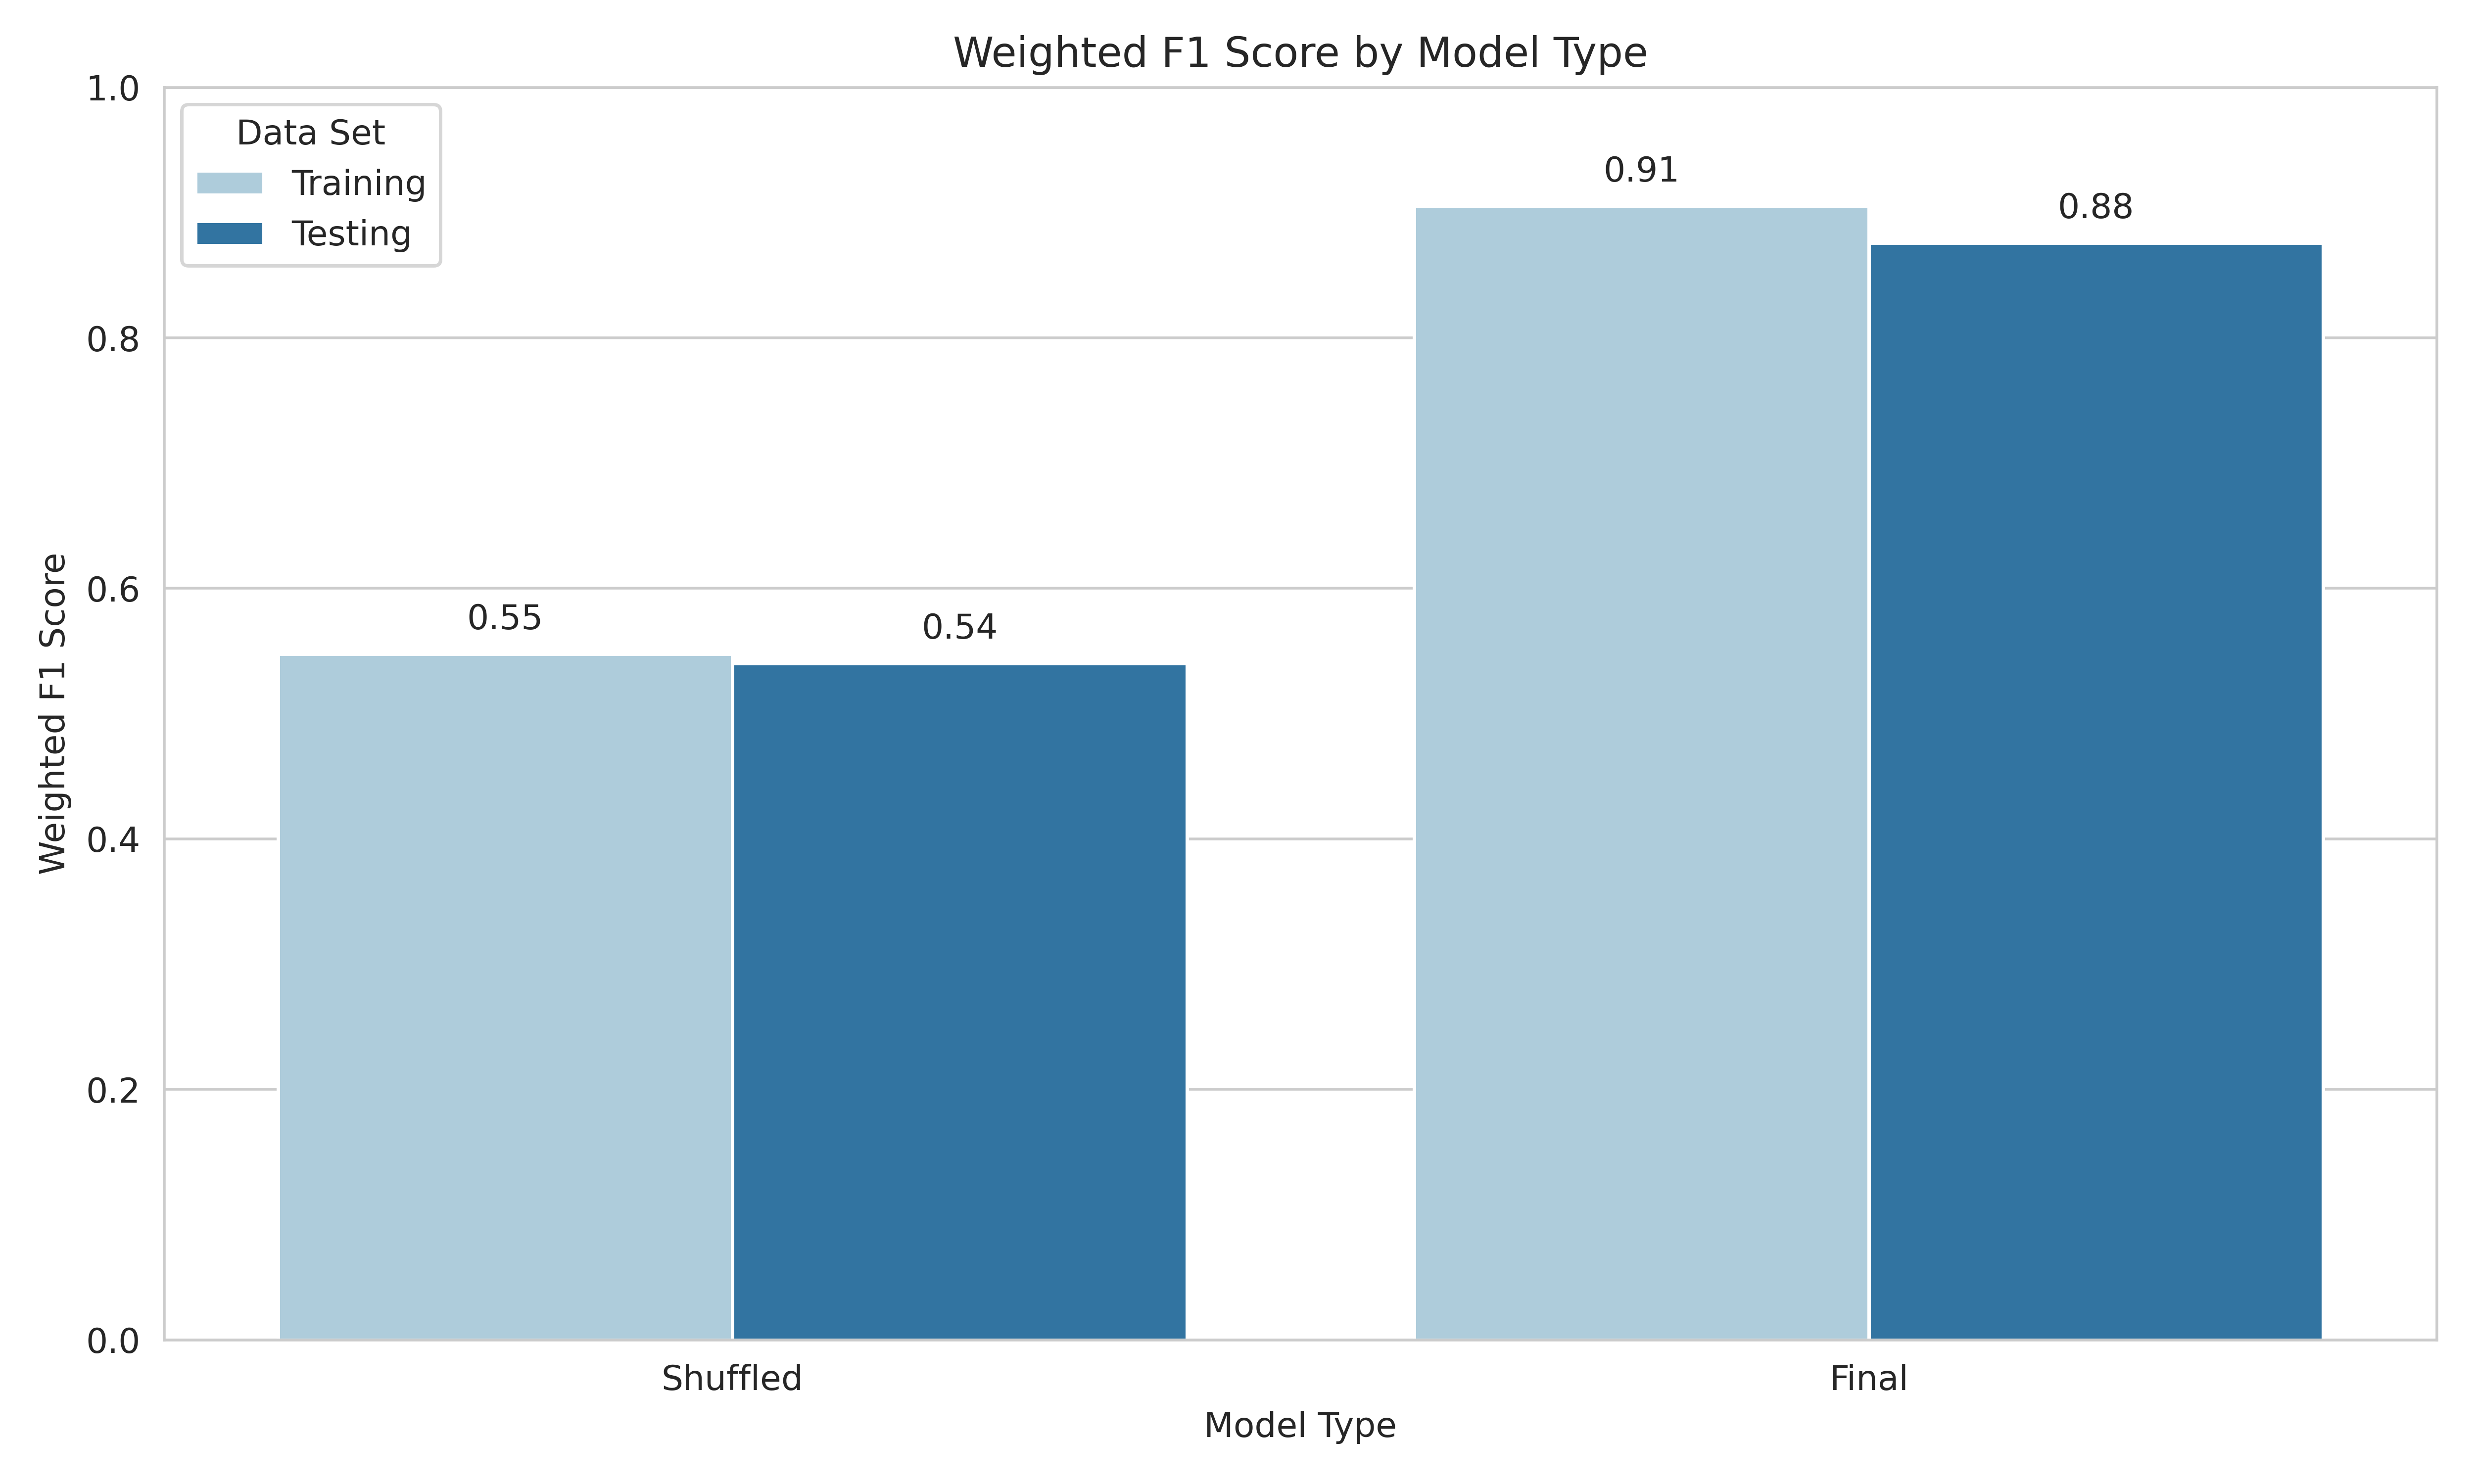 Weighted F1 Score by Model Type
1.0
0.8
0.6
0.4
0.2
0.0
Weighted F1 Score
Data Set
Training
Testing
0.55
0.54
0.91
0.88
Shuffled
Final
Model Type